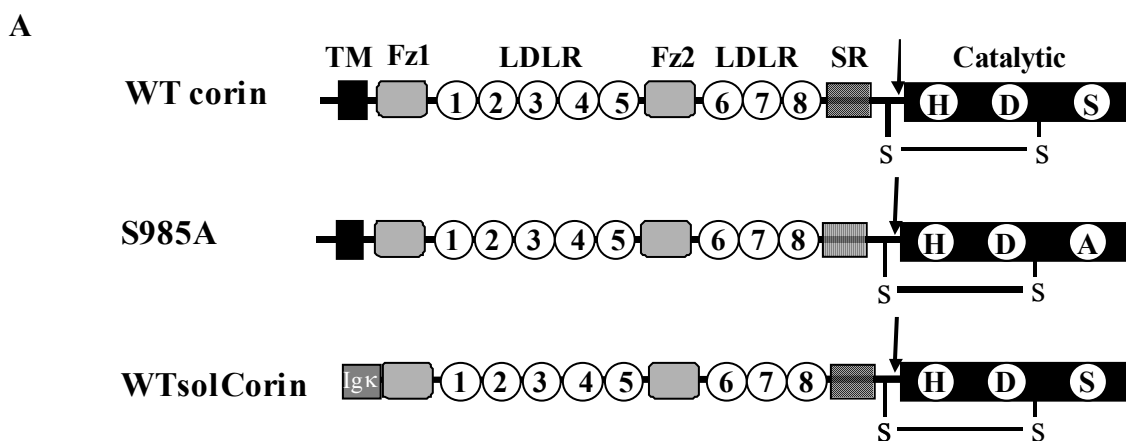 A
TM Fz1 LDLR Fz2 LDLR SR Catalytic
WT corin 1 2 3 4 5 6 7 8 H D S
S S
S985A 1 2 3 4 5 6 7 8 H D A
S S
WTsolCorin Igκ 1 2 3 4 5 6 7 8 H D S
S S